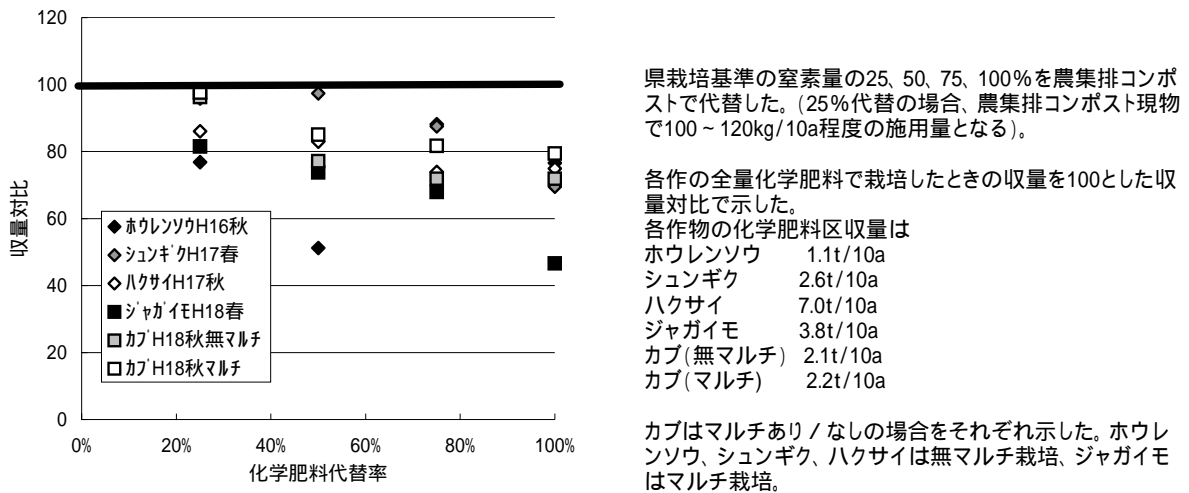 120
100
80
60
40
20
0
収量対比
◆ホウレンソウH16秋
◆シュンギクH17春
◇ハクサイH17秋
■ジャガイモH18春
■カブH18秋無マルチ
□カブH18秋マルチ
0%
20%
40%
60%
80%
100%
化学肥料代替率
県栽培基準の窒素量の25、50、75、100%を農集排コンポ
ストで代替した。(25%代替の場合、農集排コンポスト現物
で100~120kg/10a程度の施用量となる)。
各作の全量化学肥料で栽培したときの収量を100とした収
量対比で示した。
各作物の化学肥料区収量は
ホウレンソウ 1.1t/10a
シュンギク 2.6t/10a
ハクサイ 7.0t/10a
ジャガイモ 3.8t/10a
カブ(無マルチ) 2.1t/10a
カブ(マルチ) 2.2t/10a
カブはマルチあり/なしの場合をそれぞれ示した。ホウレ
ンソウ、シュンギク、ハクサイは無マルチ栽培、ジャガイモ
はマルチ栽培。